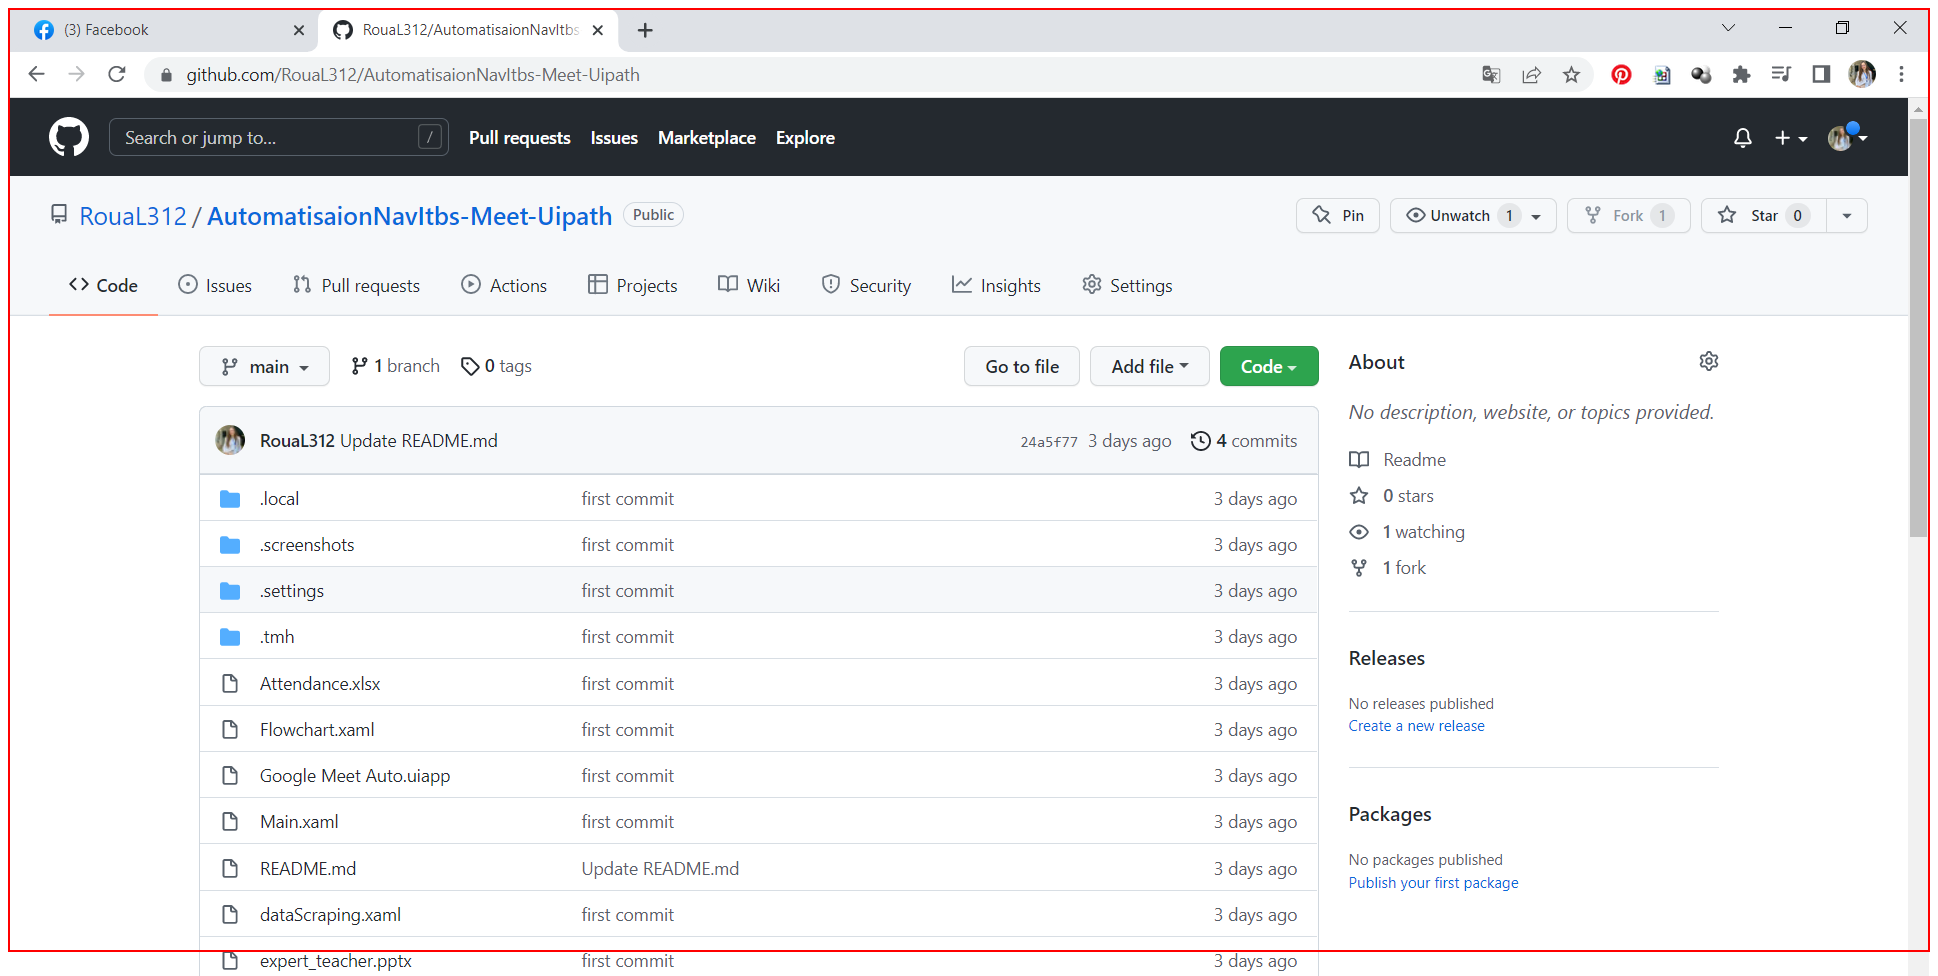 (3) Facebook
RouaL312/AutomatisaionNavItbs
github.com/RouaL312/AutomatisaionNavItbs-Meet-Uipath
Search or jump to... /
Pull requests Issues Marketplace Explore
RouaL312 / AutomatisaionNavItbs-Meet-Uipath Public
Pin Unwatch 1 Fork 1 Star 0
Code Issues Pull requests Actions Projects Wiki Security Insights Settings
main 1 branch 0 tags
Go to file Add file Code
RouaL312 Update README.md 24a5f77 3 days ago 4 commits
.local first commit 3 days ago
.screenshots first commit 3 days ago
.settings first commit 3 days ago
.tmh first commit 3 days ago
Attendance.xlsx first commit 3 days ago
Flowchart.xaml first commit 3 days ago
Google Meet Auto.uiapp first commit 3 days ago
Main.xaml first commit 3 days ago
README.md Update README.md 3 days ago
dataScraping.xaml first commit 3 days ago
expert_teacher.pptx first commit 3 days ago
About
No description, website, or topics provided.
Readme
0 stars
1 watching
1 fork
Releases
No releases published
Create a new release
Packages
No packages published
Publish your first package